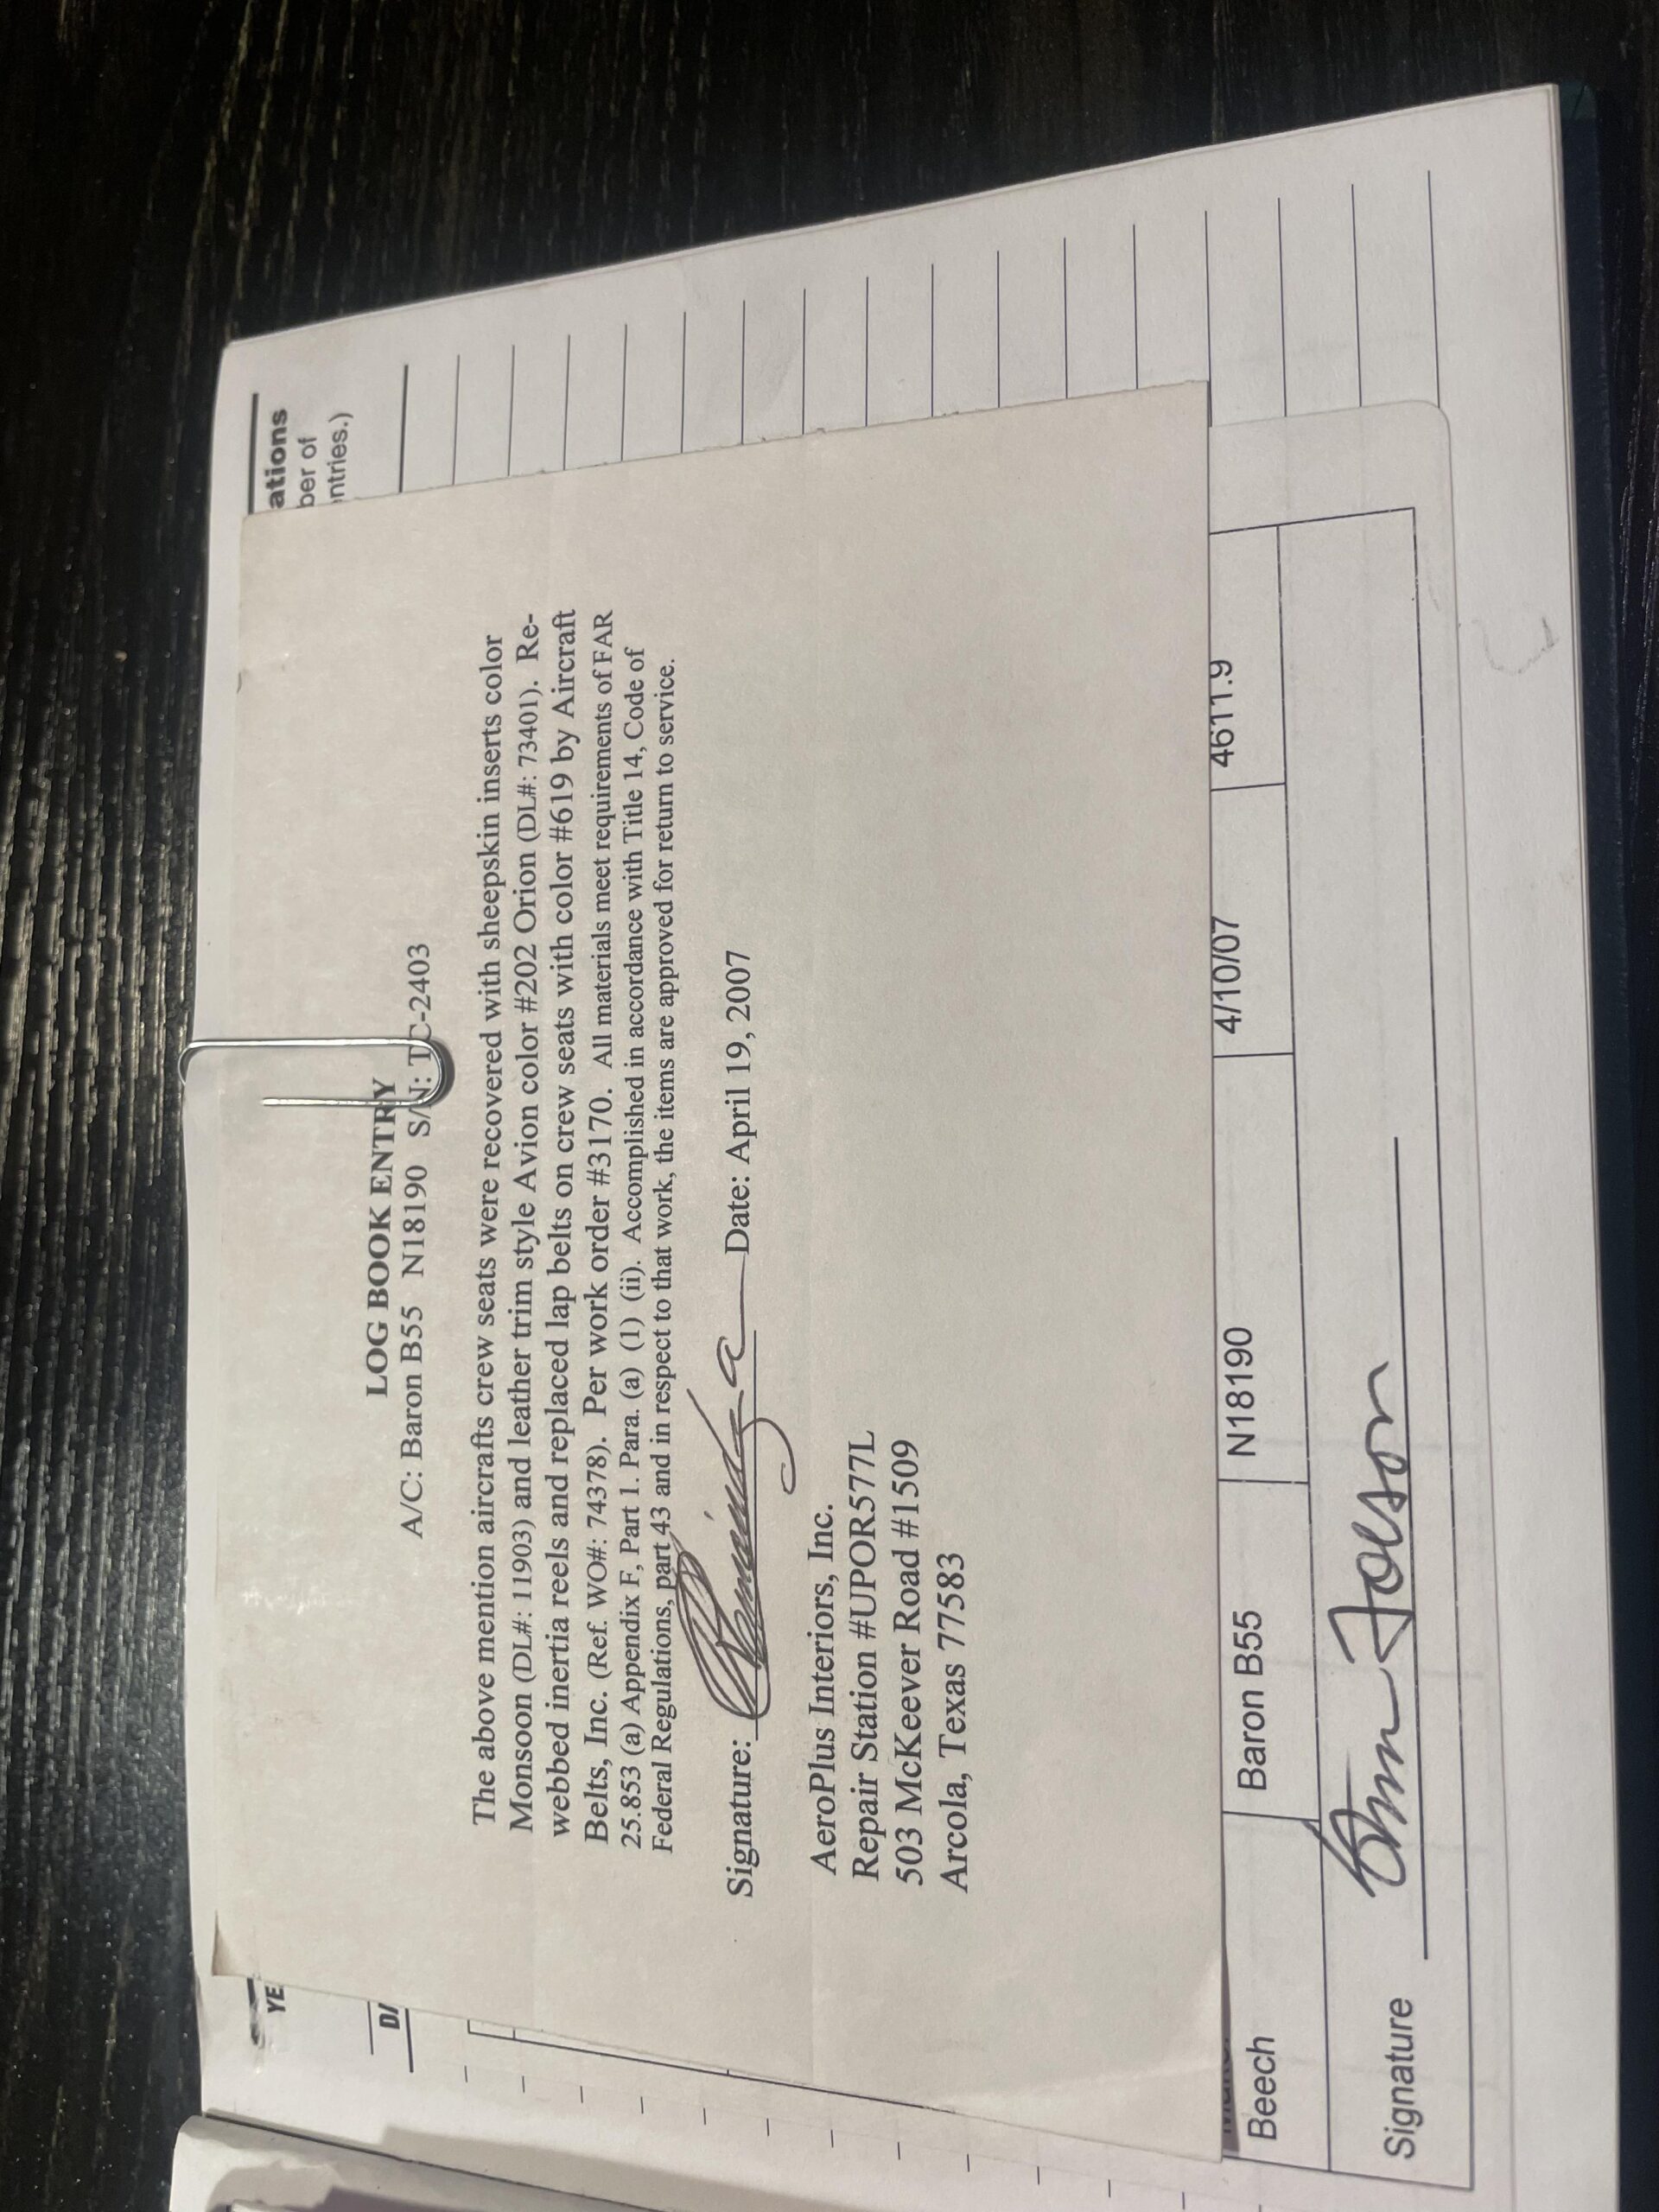 ations
ber of
ntries.)
YE
D/
LOG BOOK ENTRY
A/C: Baron B55 N18190 S/N: TC-2403
The above mention aircrafts crew seats were recovered with sheepskin inserts color
Monsoon (DL#: 11903) and leather trim style Avion color #202 Orion (DL#: 73401). Re-
webbed inertia reels and replaced lap belts on crew seats with color #619 by Aircraft
Belts, Inc. (Ref. WO#: 74378). Per work order #3170. All materials meet requirements of FAR
25.853 (a) Appendix F, Part 1. Para. (a) (1) (ii). Accomplished in accordance with Title 14, Code of
Federal Regulations, part 43 and in respect to that work, the items are approved for return to service.
Signature: Date: April 19, 2007
AeroPlus Interiors, Inc.
Repair Station #UPOR577L
503 McKeever Road #1509
Arcola, Texas 77583
Beech Baron B55 N18190 4/10/07 4611.9
Signature